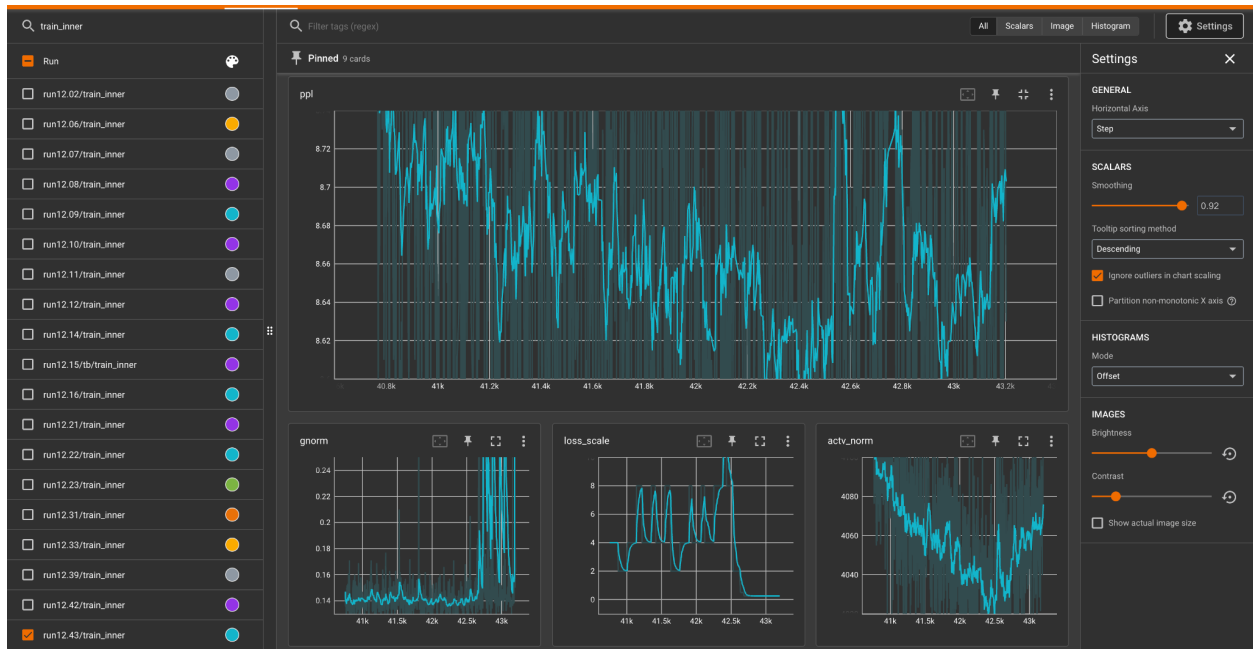 train_inner
Filter tags (regex)
All Scalars Image Histogram
Settings
Run
Pinned 9 cards
Settings
run12.02/train_inner
run12.06/train_inner
run12.07/train_inner
run12.08/train_inner
run12.09/train_inner
run12.10/train_inner
run12.11/train_inner
run12.12/train_inner
run12.14/train_inner
run12.15/tb/train_inner
run12.16/train_inner
run12.21/train_inner
run12.22/train_inner
run12.23/train_inner
run12.31/train_inner
run12.33/train_inner
run12.39/train_inner
run12.42/train_inner
run12.43/train_inner
ppl
8.72
8.7
8.68
8.66
8.64
8.62
40.8k 41k 41.2k 41.4k 41.6k 41.8k 42k 42.2k 42.4k 42.6k 42.8k 43k 43.2k
gnorm
0.24
0.22
0.2
0.18
0.16
0.14
41k 41.5k 42k 42.5k 43k
loss_scale
8
6
4
2
0
41k 41.5k 42k 42.5k 43k
actv_norm
4080
4060
4040
41k 41.5k 42k 42.5k 43k
GENERAL
Horizontal Axis
Step
SCALARS
Smoothing
0.92
Tooltip sorting method
Descending
Ignore outliers in chart scaling
Partition non-monotonic X axis
HISTOGRAMS
Mode
Offset
IMAGES
Brightness
Contrast
Show actual image size